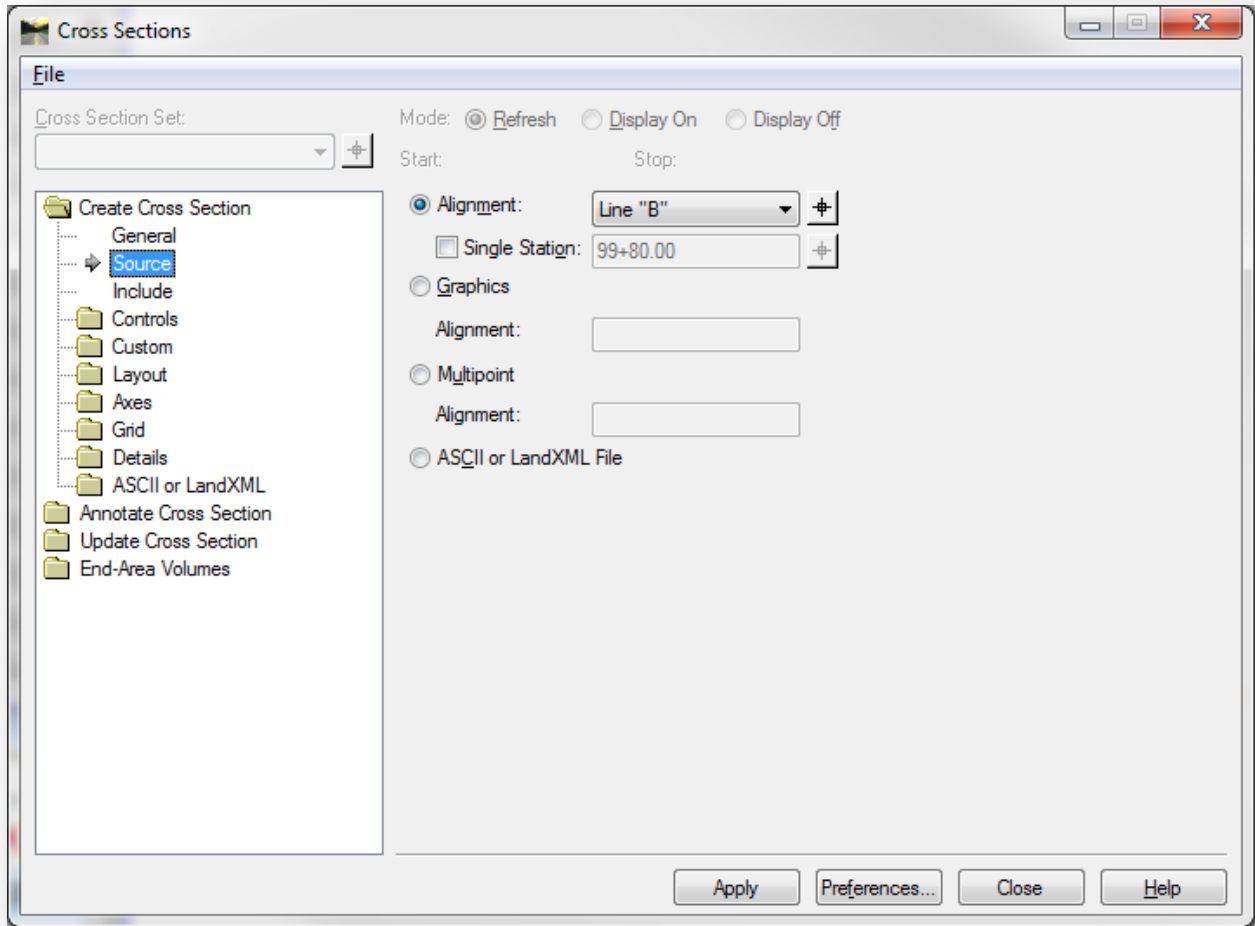 Cross Sections
File
Cross Section Set:
Mode: Refresh Display On Display Off
Start: Stop:
Create Cross Section
General
Source
Include
Controls
Custom
Layout
Axes
Grid
Details
ASCII or LandXML
Annotate Cross Section
Update Cross Section
End-Area Volumes
Alignment: Line "B"
Single Station: 99+80.00
Graphics
Alignment:
Multipoint
Alignment:
ASCII or LandXML File
Apply Preferences... Close Help